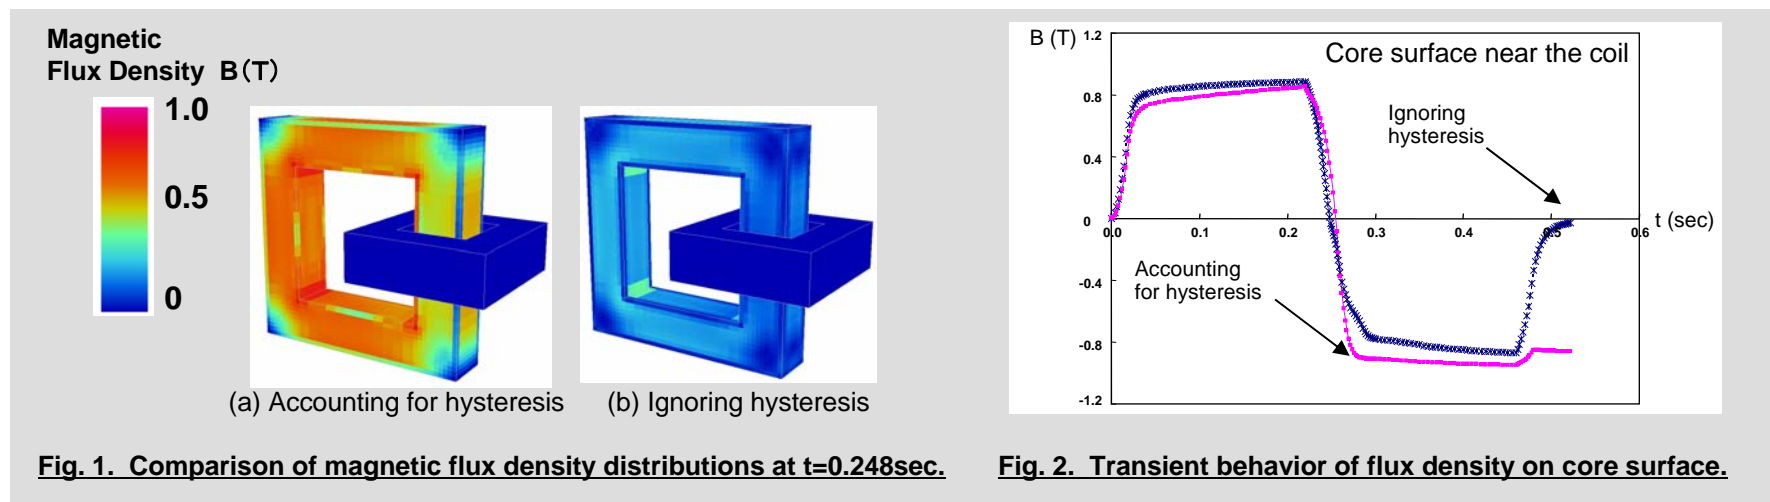 Magnetic
Flux Density B(T)
1.0
0.5
0
(a) Accounting for hysteresis
(b) Ignoring hysteresis
Fig. 1. Comparison of magnetic flux density distributions at t=0.248sec.
B (T)
1.2
0.8
0.4
0
-0.4
-0.8
-1.2
Core surface near the coil
Ignoring
hysteresis
0.0
0.1
0.2
0.3
0.4
0.5
0.6
t (sec)
Accounting
for hysteresis
Fig. 2. Transient behavior of flux density on core surface.